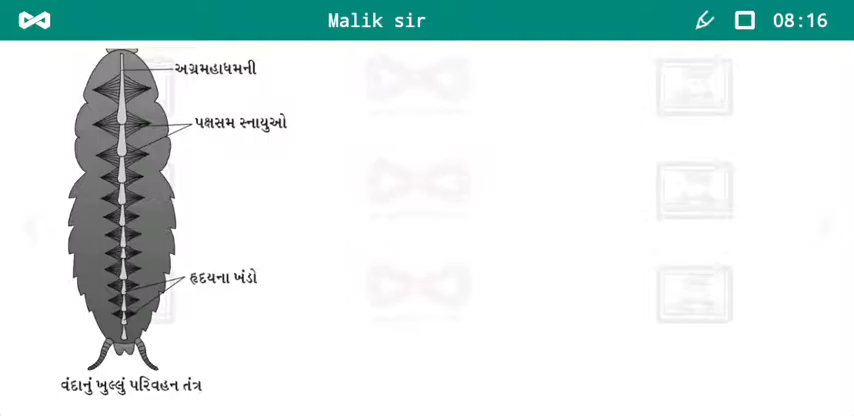 Malik sir
08:16
અગ્રમહાધમની
પક્ષસમ સ્નાયુઓ
હૃદયના ખંડો
વંદાનું ખુલ્લું પરિવહન તંત્ર